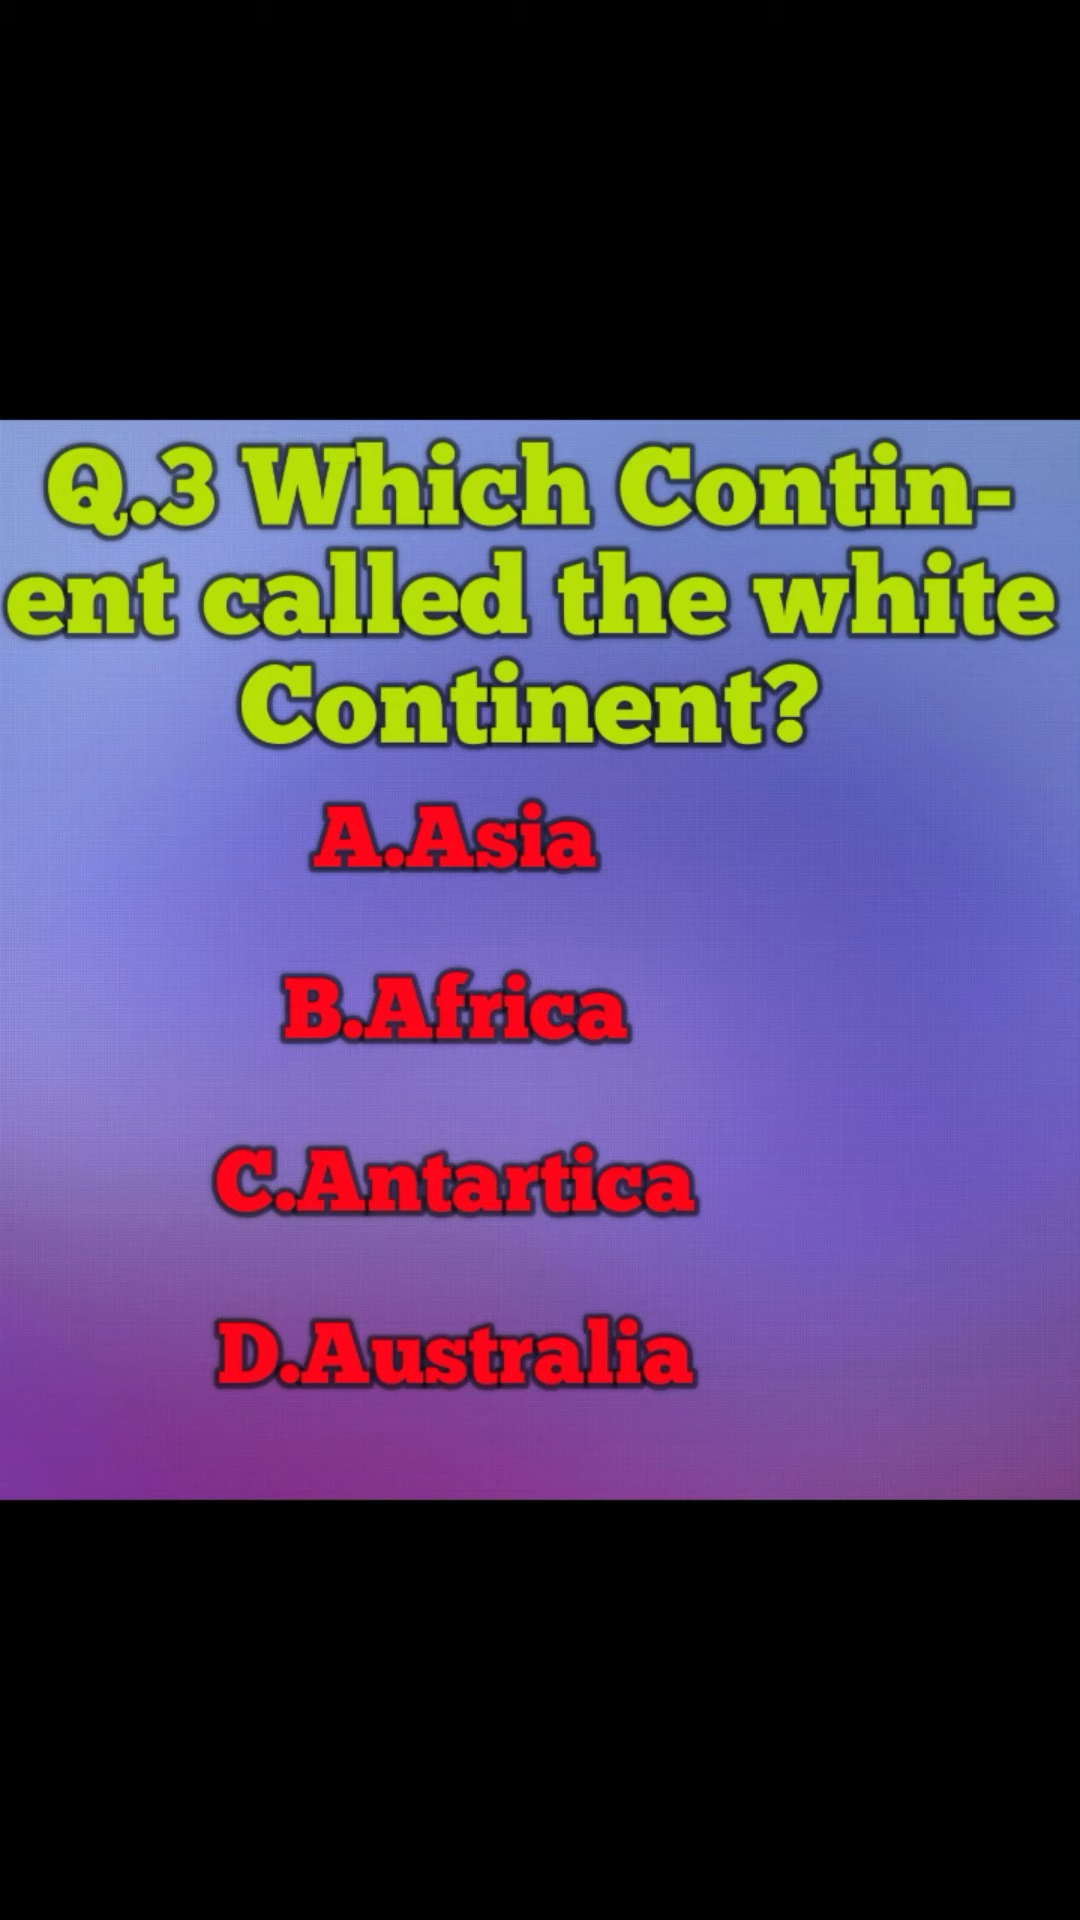 Q.3 Which Contin-
ent called the white
Continent?
A.Asia
B.Africa
C.Antartica
D.Australia